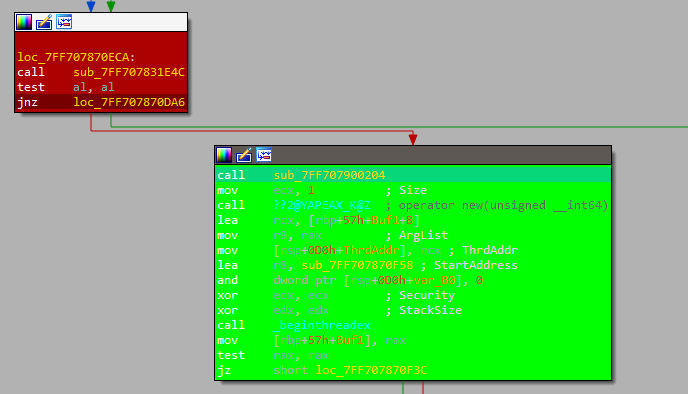 loc_7FF707870ECA:
call sub_7FF707831E4C
test al, al
jnz loc_7FF707870DA6
call sub_7FF707900204
mov ecx, 1 ; Size
call ??2@YAPEAX_K@Z ; operator new(unsigned __int64)
lea rcx, [rbp+57h+Buf1+8]
mov r9, rax ; ArgList
mov [rsp+0D0h+ThrdAddr], rcx ; ThrdAddr
lea r8, sub_7FF707870F58 ; StartAddress
and dword ptr [rsp+0D0h+var_B0], 0
xor ecx, ecx ; Security
xor edx, edx ; StackSize
call _beginthreadex
mov [rbp+57h+Buf1], rax
test rax, rax
jz short loc_7FF707870F3C